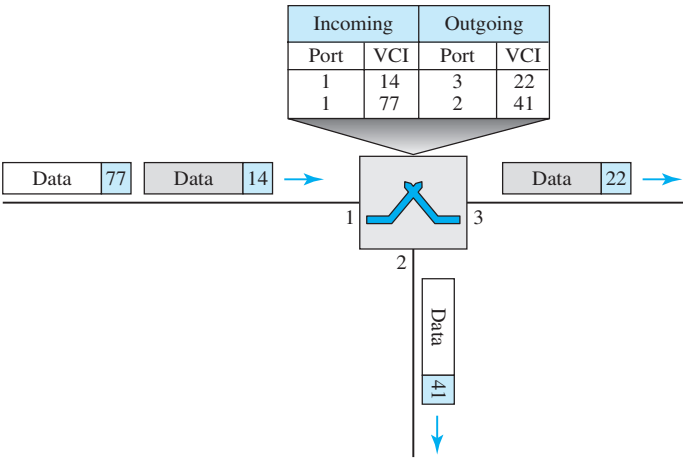 Incoming Outgoing
Port VCI Port VCI
1 14 3 22
1 77 2 41
Data 77 Data 14 Data 22
1 3
2
Data 41